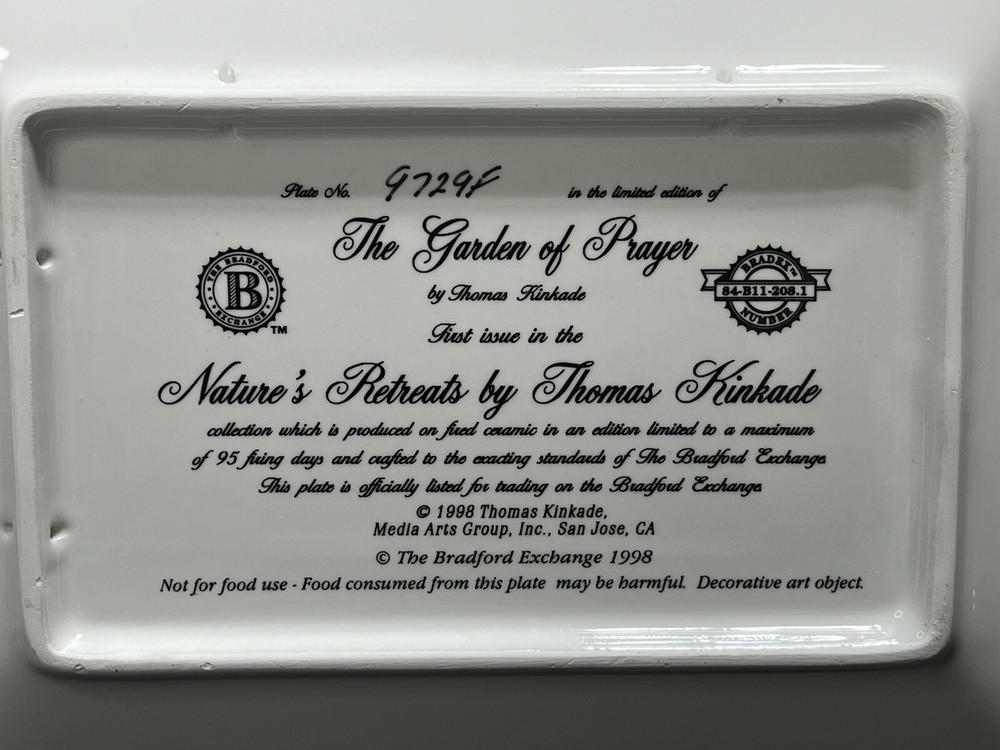 Plate No. 9729F in the limited edition of
The Garden of Prayer
by Thomas Kinkade
THE BRADFORD EXCHANGE
B
TM
BRADEX™
84-B11-208.1
NUMBER
First issue in the
Nature's Retreats by Thomas Kinkade
collection which is produced on fired ceramic in an edition limited to a maximum
of 95 firing days and crafted to the exacting standards of The Bradford Exchange.
This plate is officially listed for trading on the Bradford Exchange.
© 1998 Thomas Kinkade,
Media Arts Group, Inc., San Jose, CA
© The Bradford Exchange 1998
Not for food use - Food consumed from this plate may be harmful. Decorative art object.